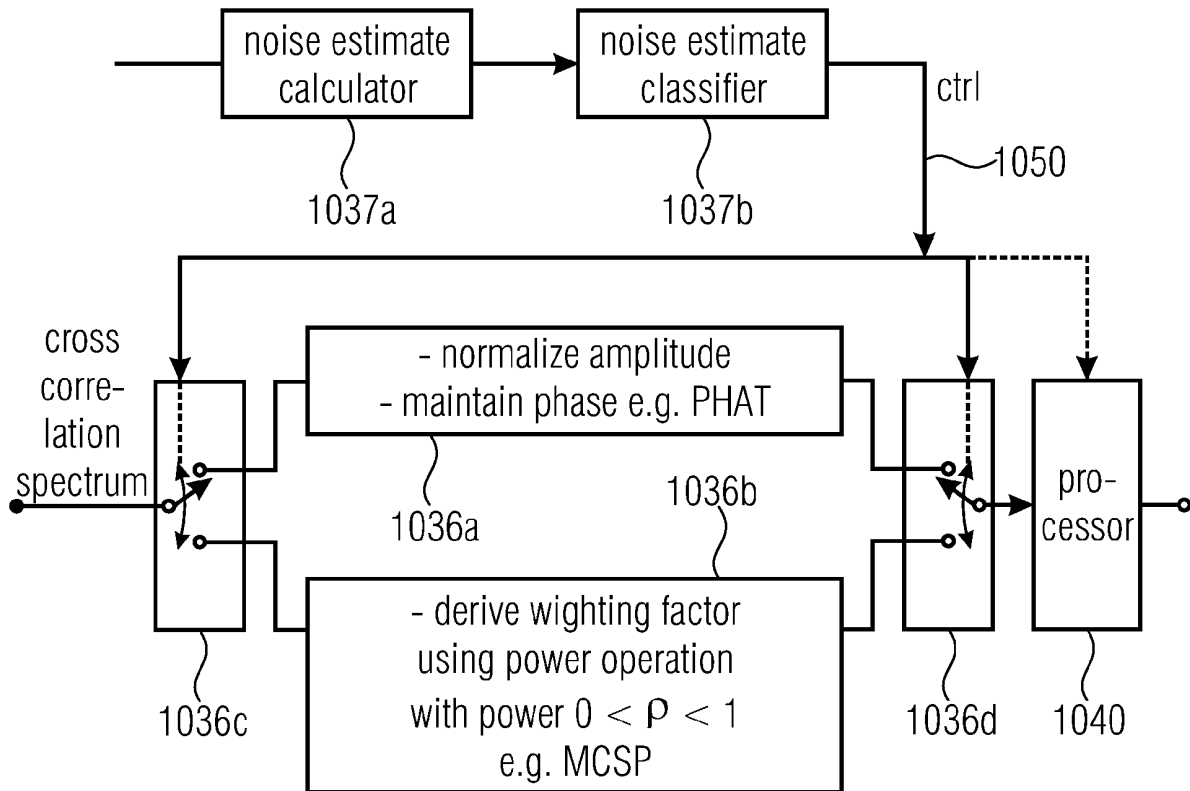 noise estimate
calculator
noise estimate
classifier
ctrl
1050
1037a
1037b
cross
corre-
lation
spectrum
- normalize amplitude
- maintain phase e.g. PHAT
1036a
1036b
- derive wighting factor
using power operation
with power 0 < ρ < 1
e.g. MCSP
pro-
cessor
1036c
1036d
1040